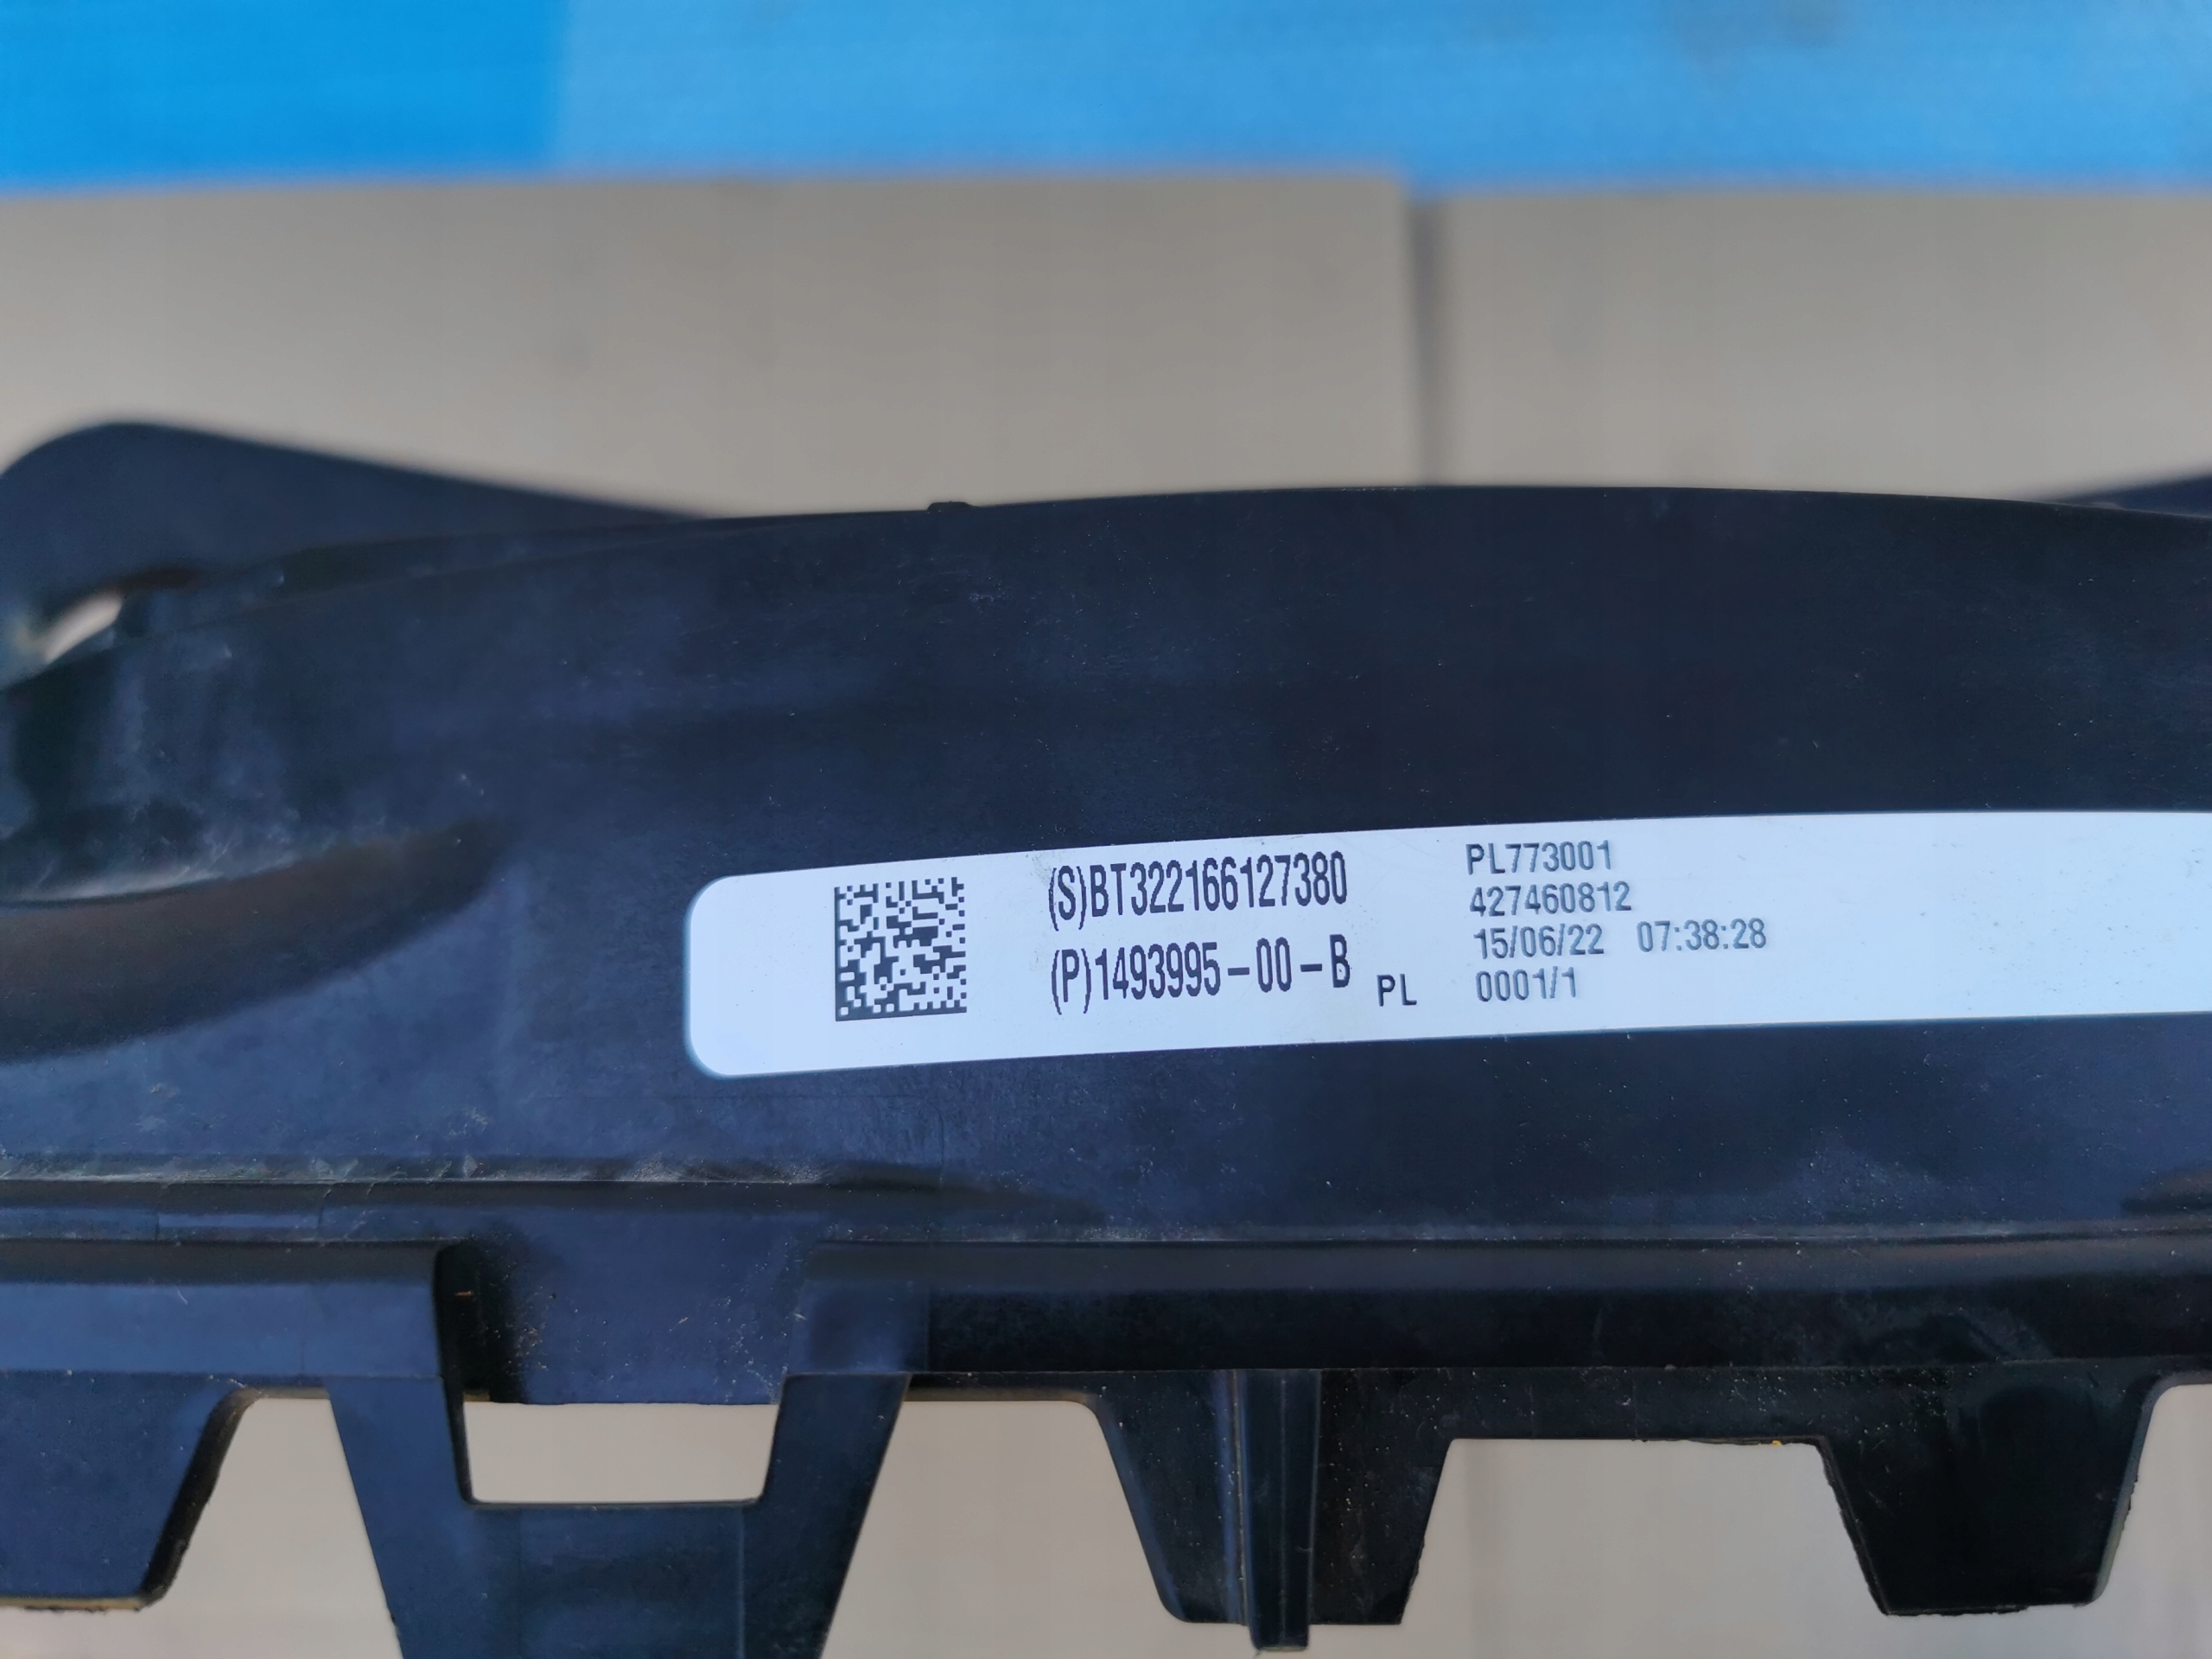 (S)BT322166127380
(P)1493995-00-B
PL
PL773001
427460812
15/06/22 07:38:28
0001/1